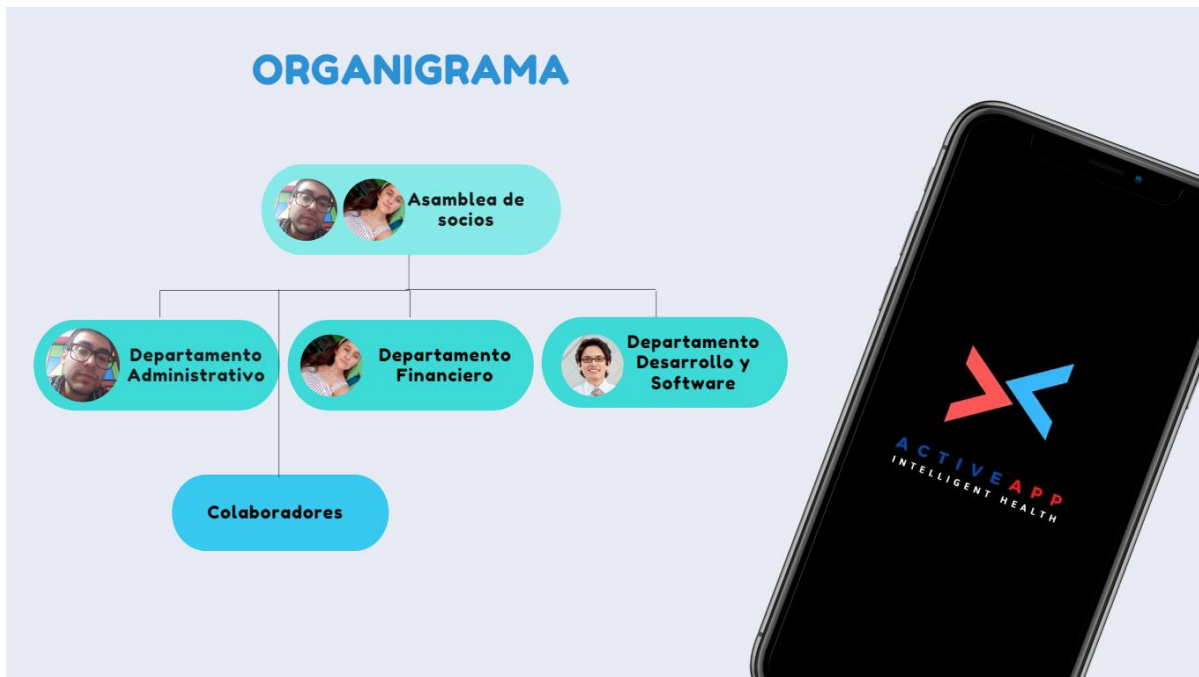 ORGANIGRAMA
Asamblea de
socios
Departamento
Administrativo
Departamento
Financiero
Departamento
Desarrollo y
Software
Colaboradores
ACTIVEAPP
INTELLIGENT HEALTH